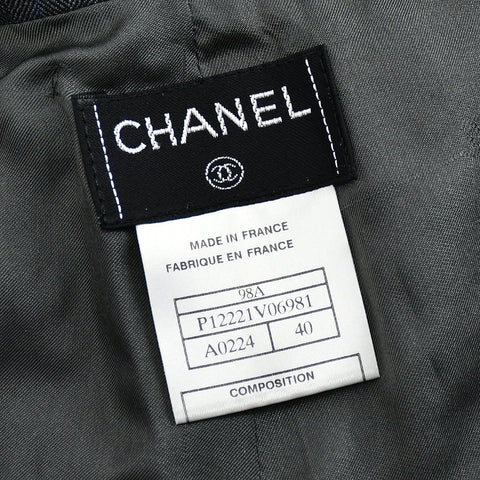 CHANEL
MADE IN FRANCE
FABRIQUE EN FRANCE
98A
P12221V06981
A0224 40
COMPOSITION